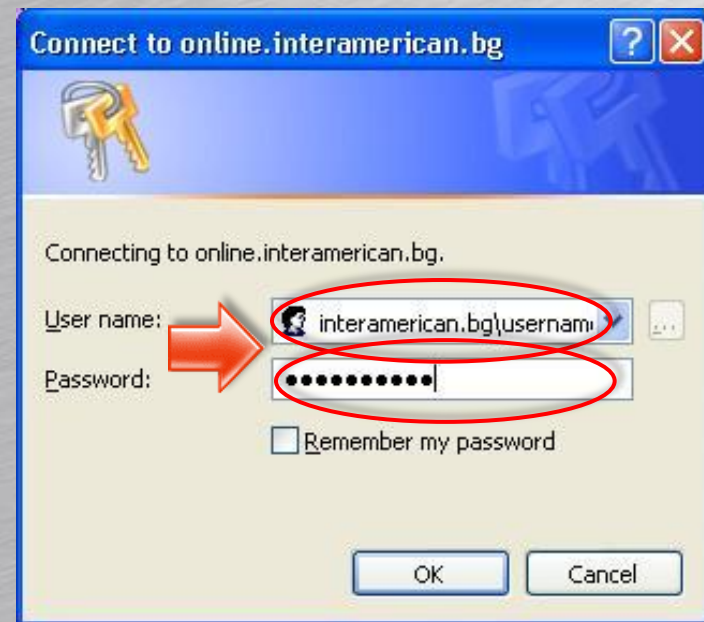 Connect to online.interamerican.bg
Connecting to online.interamerican.bg.
User name: interamerican.bg\usernam
Password: ●●●●●●●●●●
Remember my password
OK Cancel